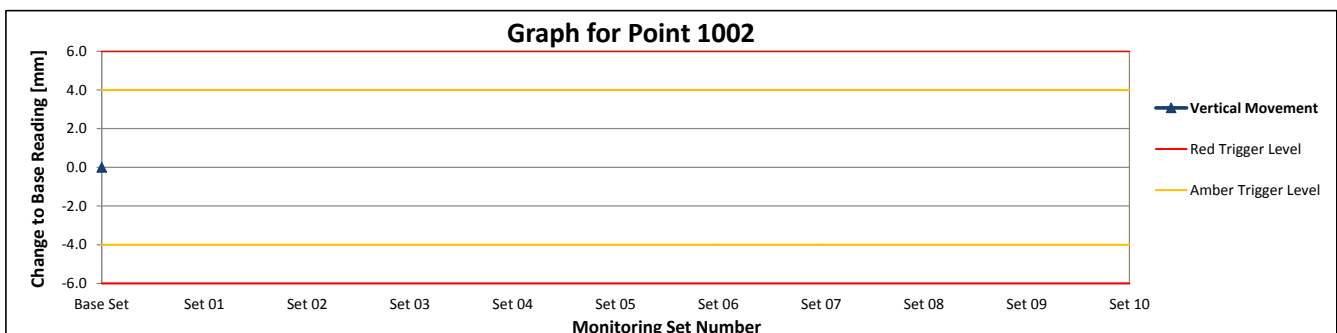 Graph for Point 1002
Change to Base Reading [mm]
6.0
4.0
2.0
0.0
-2.0
-4.0
-6.0
Base Set Set 01 Set 02 Set 03 Set 04 Set 05 Set 06 Set 07 Set 08 Set 09 Set 10
Monitoring Set Number
Vertical Movement
Red Trigger Level
Amber Trigger Level